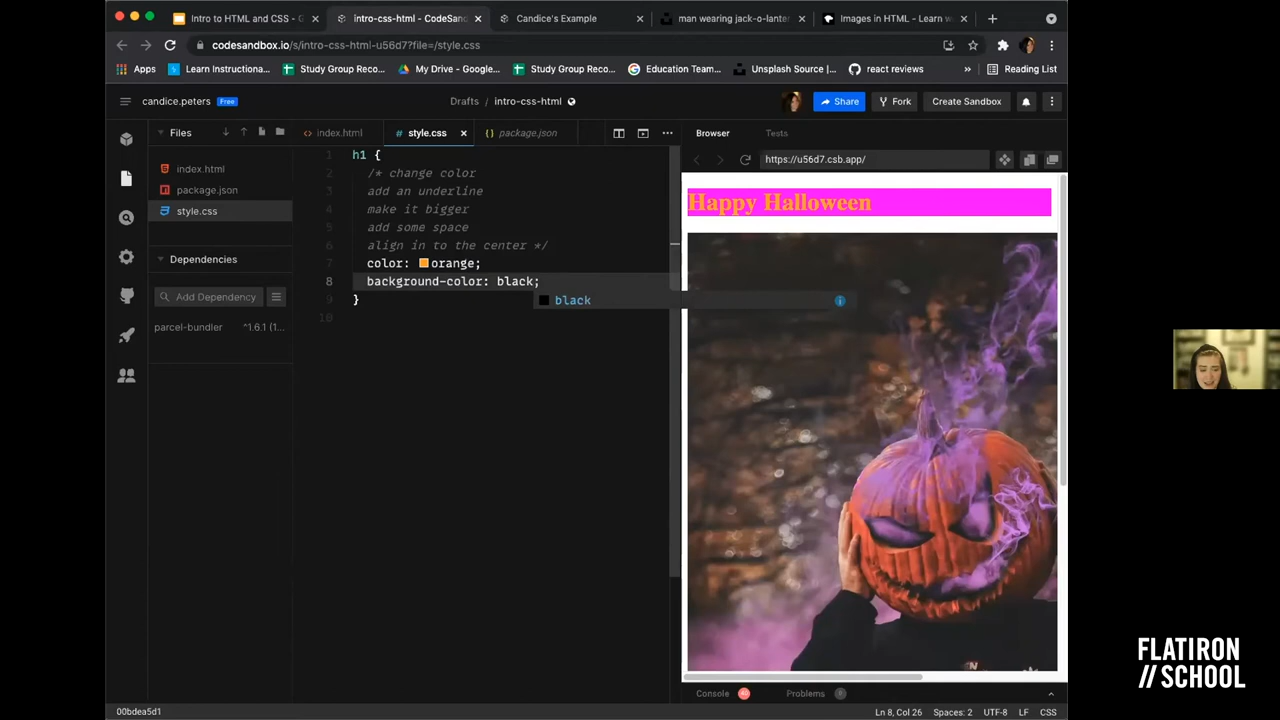 Intro to HTML and CSS - G
intro-css-html - CodeSan
Candice's Example
man wearing jack-o-lanter
Images in HTML - Learn w
codesandbox.io/s/intro-css-html-u56d7?file=/style.css
Apps
Learn Instructiona...
Study Group Reco...
My Drive - Google...
Study Group Reco...
Education Team...
Unsplash Source |...
react reviews
»
Reading List
candice.peters
Free
Drafts / intro-css-html
Share
Fork
Create Sandbox
Files
index.html
style.css
package.json
Browser
Tests
https://u56d7.csb.app/
index.html
package.json
style.css
Dependencies
Add Dependency
parcel-bundler ^1.6.1 (1...
1 h1 {
2 /* change color
3 add an underline
4 make it bigger
5 add some space
6 align in to the center */
7 color: orange;
8 background-color: black;
black
9 }
10
Happy Halloween
Console
Problems 0
00bdea5d1
Ln 8, Col 26
Spaces: 2
UTF-8
LF
CSS
FLATIRON
// SCHOOL